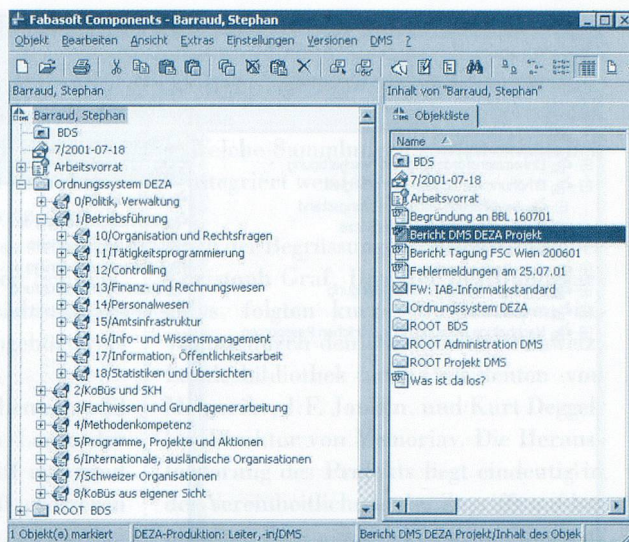 Fabasoft Components - Barraud, Stephan
Objekt Bearbeiten Ansicht Extras Einstellungen Versionen DMS ?
Barraud, Stephan
Barraud, Stephan
BDS
7/2001-07-18
Arbeitsvorrat
Ordnungssystem DEZA
0/Politik, Verwaltung
1/Betriebsführung
10/Organisation und Rechtsfragen
11/Tätigkeitsprogrammierung
12/Controlling
13/Finanz- und Rechnungswesen
14/Personalwesen
15/Amtsinfrastruktur
16/Info- und Wissensmanagement
17/Information, Öffentlichkeitsarbeit
18/Statistiken und Übersichten
2/KoBüs und SKH
3/Fachwissen und Grundlagenerarbeitung
4/Methodenkompetenz
5/Programme, Projekte und Aktionen
6/Internationale, ausländische Organisationen
7/Schweizer Organisationen
8/KoBüs aus eigener Sicht
ROOT BDS
Inhalt von "Barraud, Stephan"
Objektliste
Name
BDS
7/2001-07-18
Arbeitsvorrat
Begründung an BBL 160701
Bericht DMS DEZA Projekt
Bericht Tagung FSC Wien 200601
Fehlermeldungen am 25.07.01
FW: IAB-Informatikstandard
Ordnungssystem DEZA
ROOT BDS
ROOT Administration DMS
ROOT Projekt DMS
Was ist da los?
1 Objekt(e) markiert
DEZA-Produktion: Leiter,-in/DMS
Bericht DMS DEZA Projekt/Inhalt des Objek